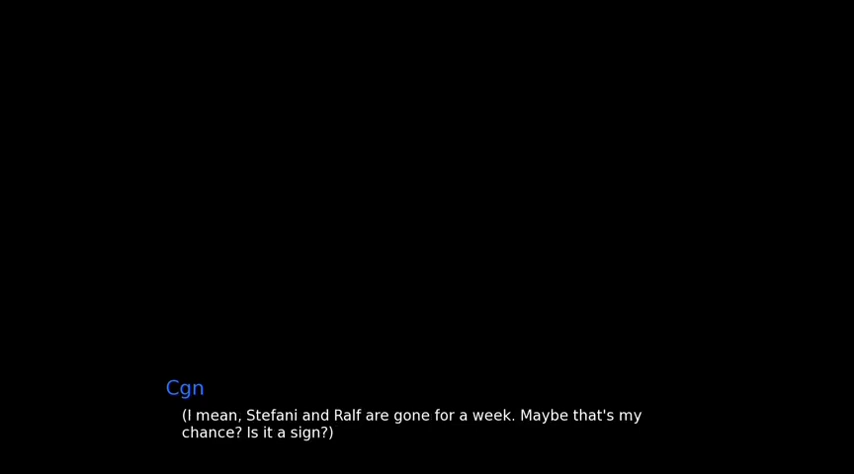 Cgn
(I mean, Stefani and Ralf are gone for a week. Maybe that's my
chance? Is it a sign?)